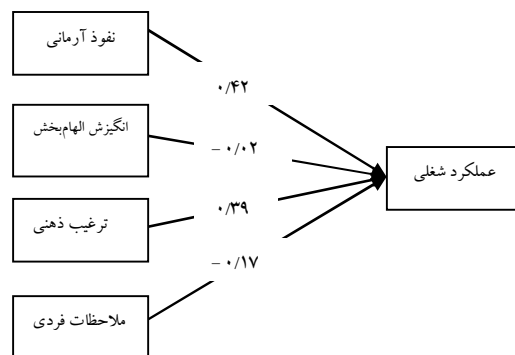 نفوذ آرمانی
۰/۴۲
انگیزش الهام‌بخش
– ۰/۰۲
عملکرد شغلی
ترغیب ذهنی
۰/۳۹
– ۰/۱۷
ملاحظات فردی